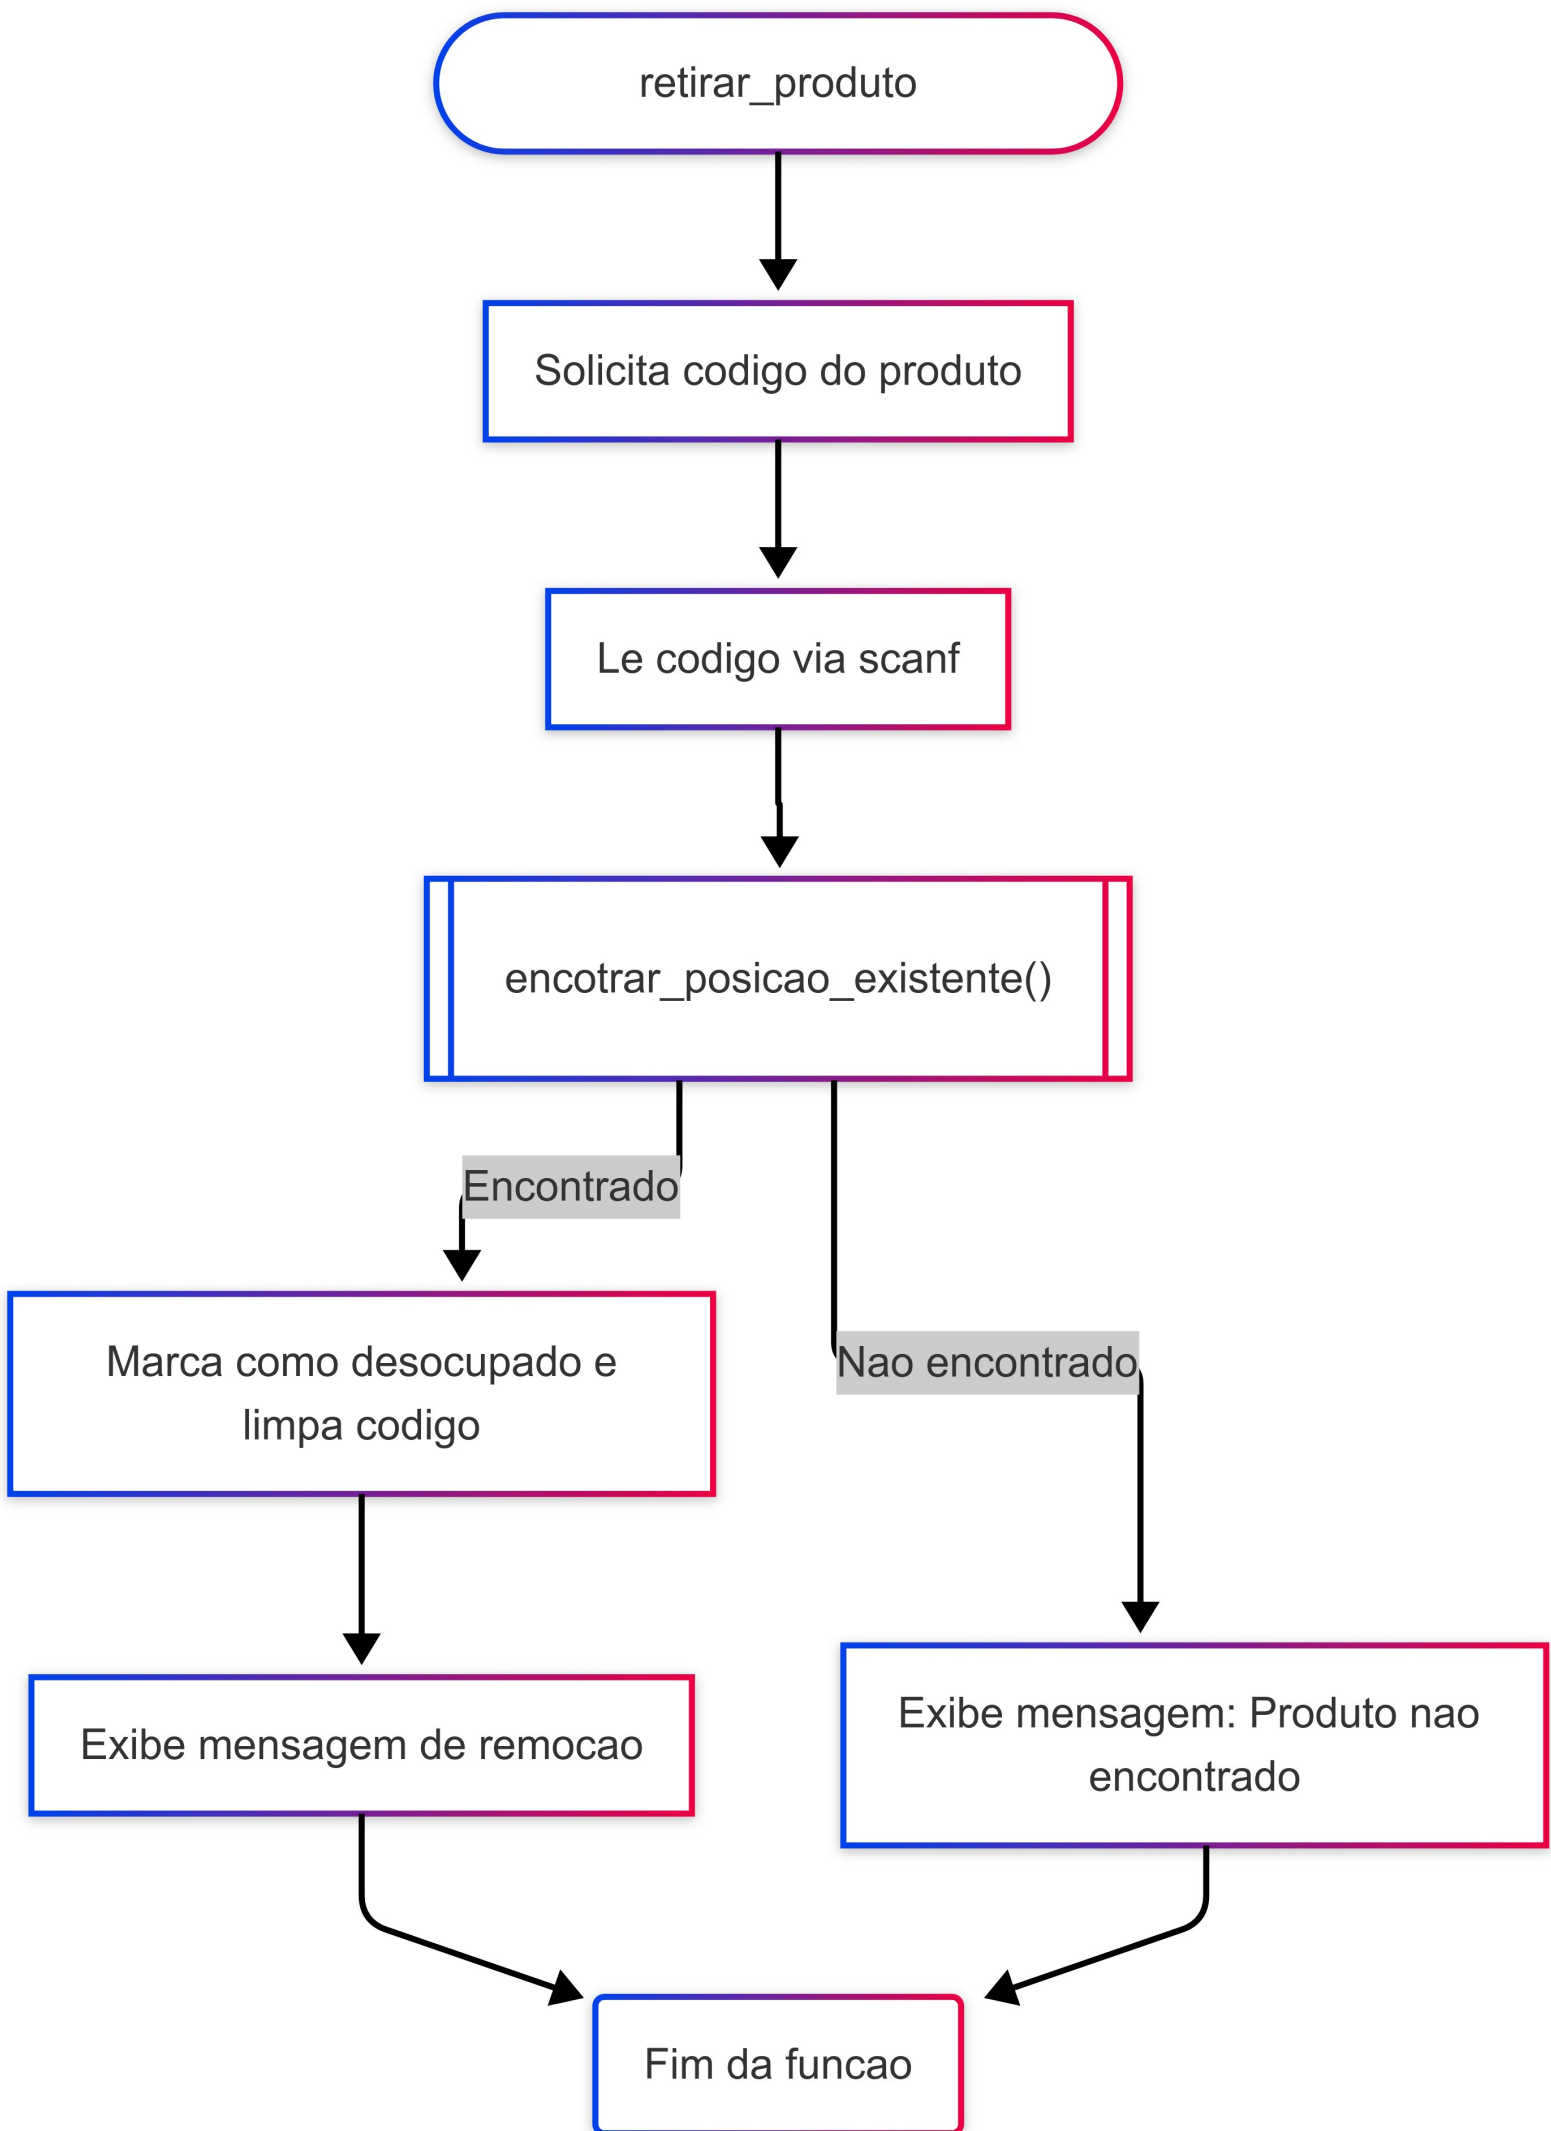 retirar_produto
Solicita codigo do produto
Le codigo via scanf
encotrar_posicao_existente()
Encontrado
Marca como desocupado e
limpa codigo
Nao encontrado
Exibe mensagem de remocao
Exibe mensagem: Produto nao
encontrado
Fim da funcao